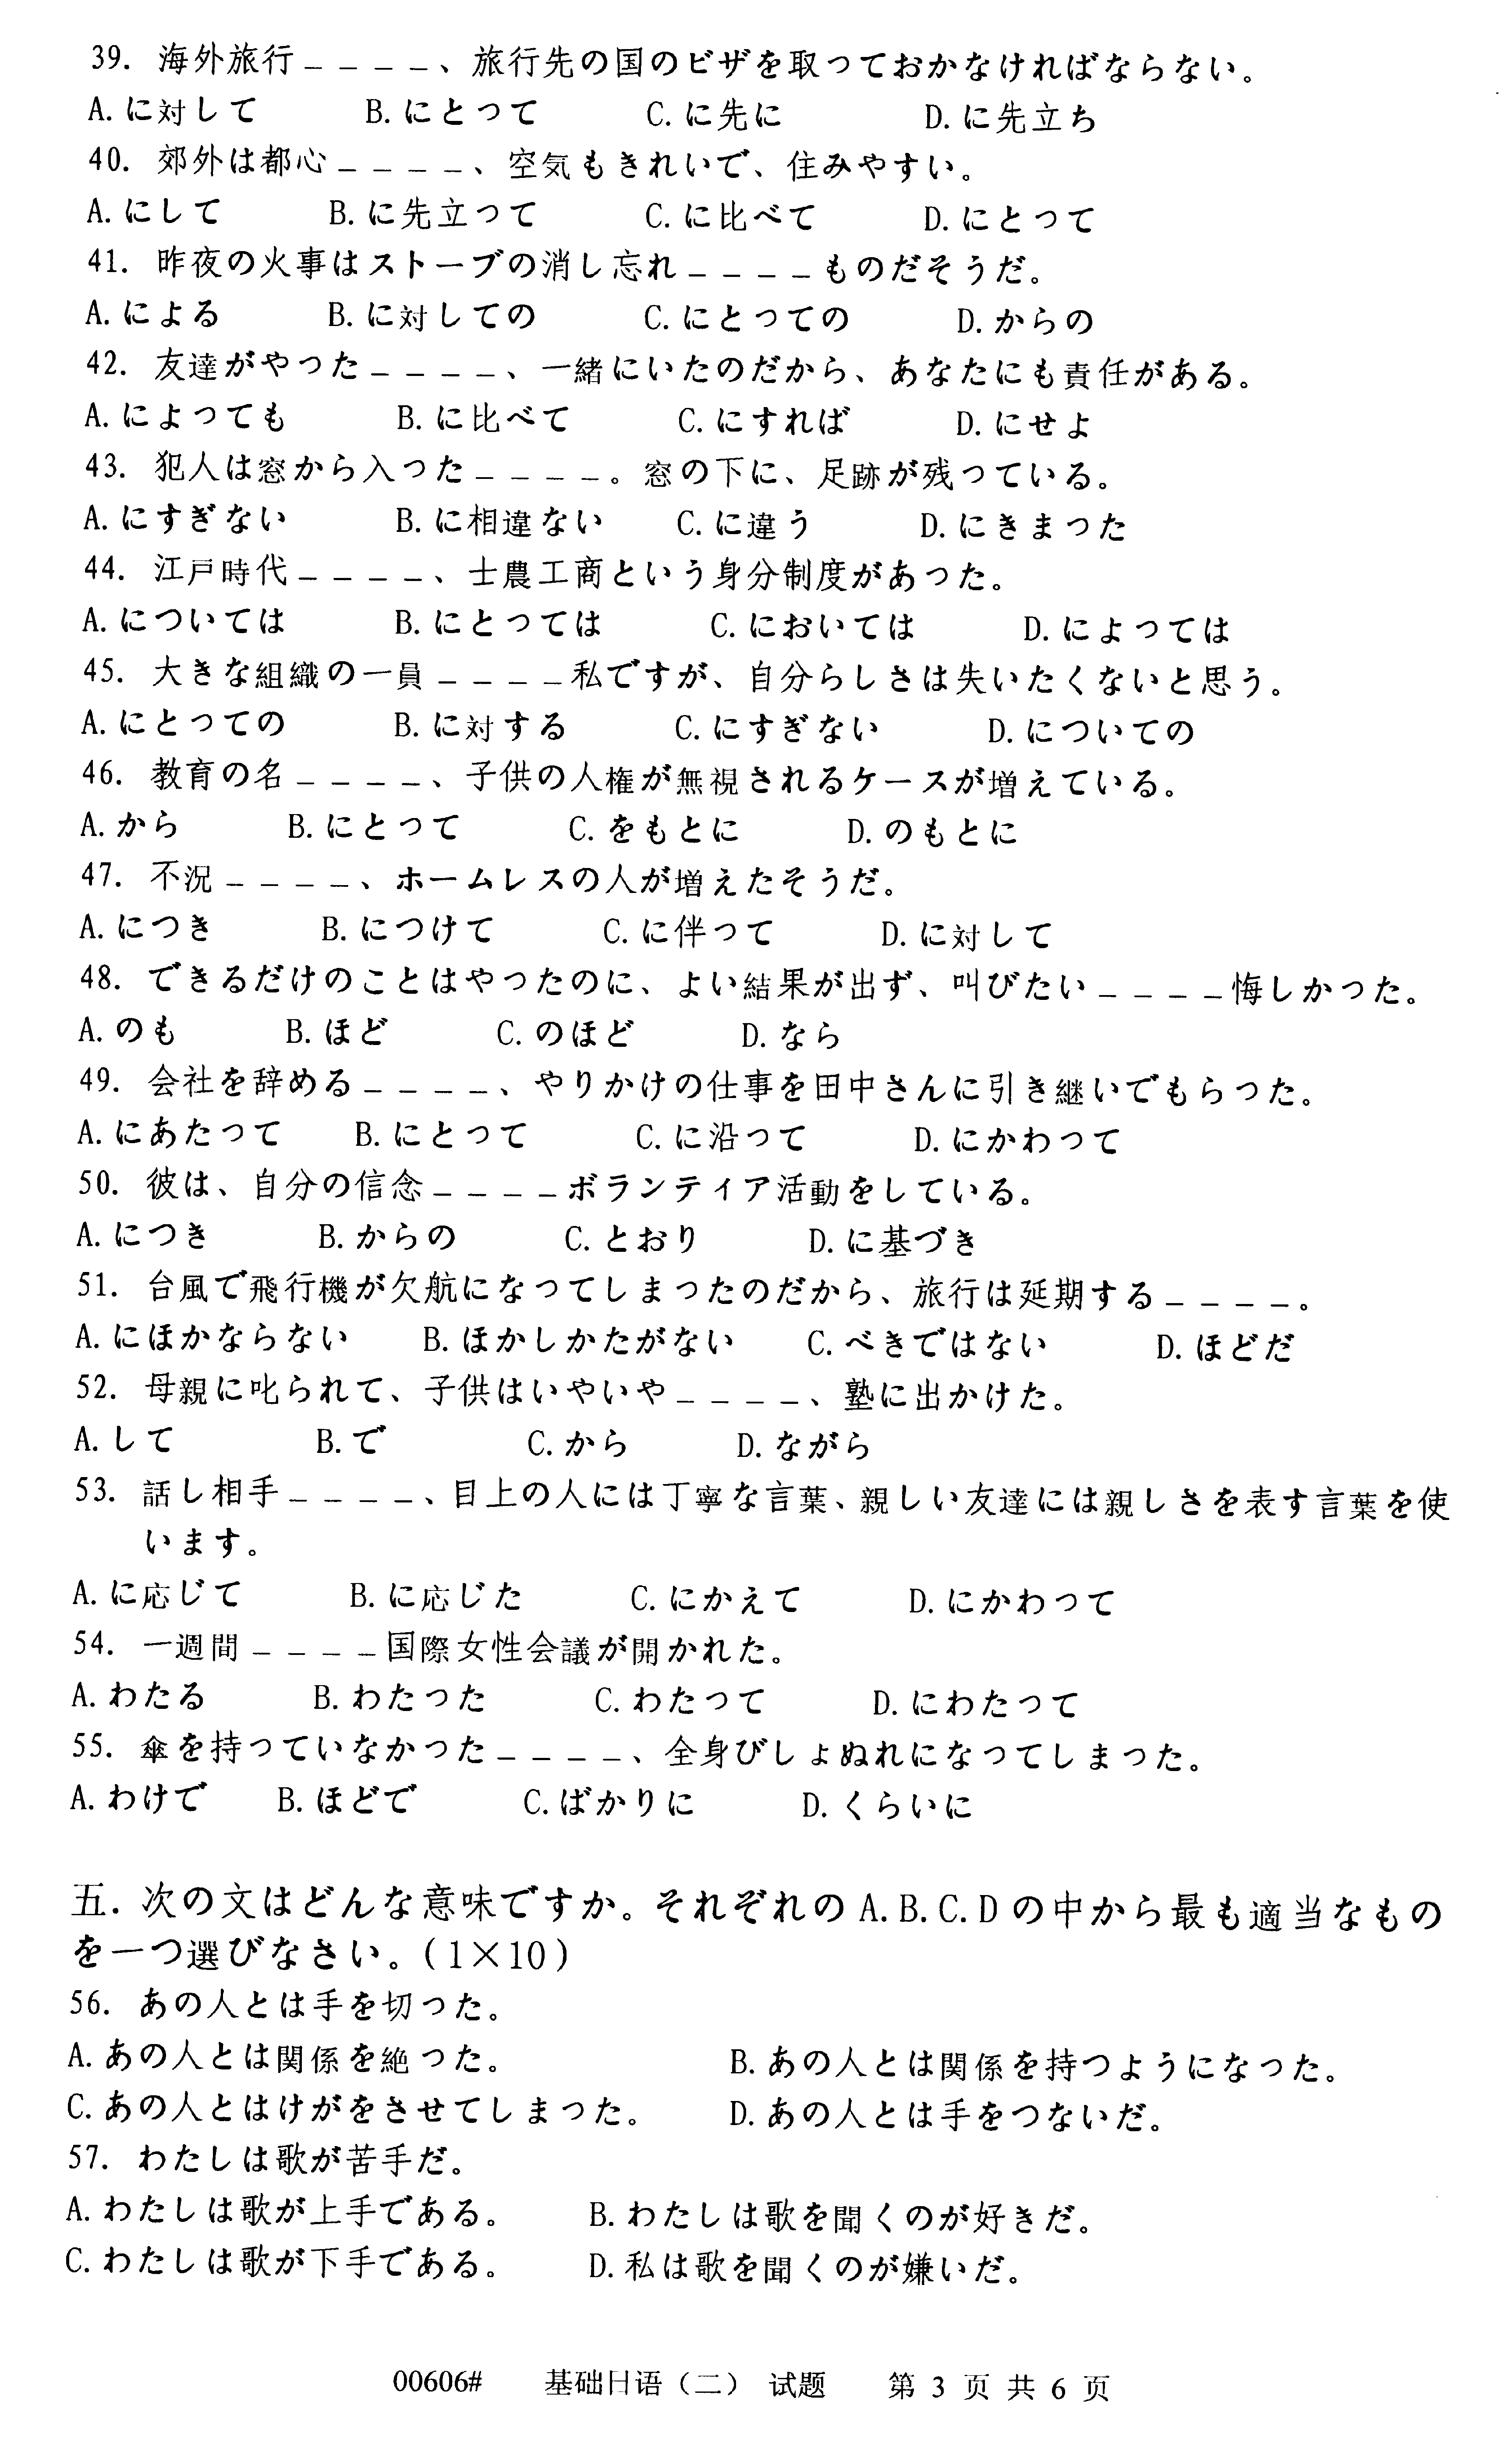 39. 海外旅行＿＿＿＿、旅行先の国のビザを取っておかなければならない。
A. に対して B. にとって C. に先に D. に先立ち
40. 郊外は都心＿＿＿＿、空気もきれいで、住みやすい。
A. にして B. に先立って C. に比べて D. にとって
41. 昨夜の火事はストーブの消し忘れ＿＿＿＿ものだそうだ。
A. による B. に対しての C. にとっての D. からの
42. 友達がやった＿＿＿＿、一緒にいたのだから、あなたにも責任がある。
A. によっても B. に比べて C. にすれば D. にせよ
43. 犯人は窓から入った＿＿＿＿。窓の下に、足跡が残っている。
A. にすぎない B. に相違ない C. に違う D. にきまった
44. 江戸時代＿＿＿＿、士農工商という身分制度があった。
A. については B. にとっては C. においては D. によっては
45. 大きな組織の一員＿＿＿＿私ですが、自分らしさは失いたくないと思う。
A. にとっての B. に対する C. にすぎない D. についての
46. 教育の名＿＿＿＿、子供の人権が無視されるケースが増えている。
A. から B. にとって C. をもとに D. のもとに
47. 不況＿＿＿＿、ホームレスの人が増えたそうだ。
A. につき B. につけて C. に伴って D. に対して
48. できるだけのことはやったのに、よい結果が出ず、叫びたい＿＿＿＿悔しかった。
A. のも B. ほど C. のほど D. なら
49. 会社を辞める＿＿＿＿、やりかけの仕事を田中さんに引き継いでもらった。
A. にあたって B. にとって C. に沿って D. にかわって
50. 彼は、自分の信念＿＿＿＿ボランティア活動をしている。
A. につき B. からの C. とおり D. に基づき
51. 台風で飛行機が欠航になってしまったのだから、旅行は延期する＿＿＿＿。
A. にほかならない B. ほかしかたがない C. べきではない D. ほどだ
52. 母親に叱られて、子供はいやいや＿＿＿＿、塾に出かけた。
A. して B. で C. から D. ながら
53. 話し相手＿＿＿＿、目上の人には丁寧な言葉、親しい友達には親しさを表す言葉を使
います。
A. に応じて B. に応じた C. にかえて D. にかわって
54. 一週間＿＿＿＿国際女性会議が開かれた。
A. わたる B. わたった C. わたって D. にわたって
55. 傘を持っていなかった＿＿＿＿、全身びしょぬれになってしまった。
A. わけで B. ほどで C. ばかりに D. くらいに
五. 次の文はどんな意味ですか。それぞれの A. B. C. D の中から最も適当なもの
を一つ選びなさい。(1×10)
56. あの人とは手を切った。
A. あの人とは関係を絶った。 B. あの人とは関係を持つようになった。
C. あの人とはけがをさせてしまった。 D. あの人とは手をつないだ。
57. わたしは歌が苦手だ。
A. わたしは歌が上手である。 B. わたしは歌を聞くのが好きだ。
C. わたしは歌が下手である。 D. 私は歌を聞くのが嫌いだ。
00606# 基础日语(二) 试题 第 3 页 共 6 页